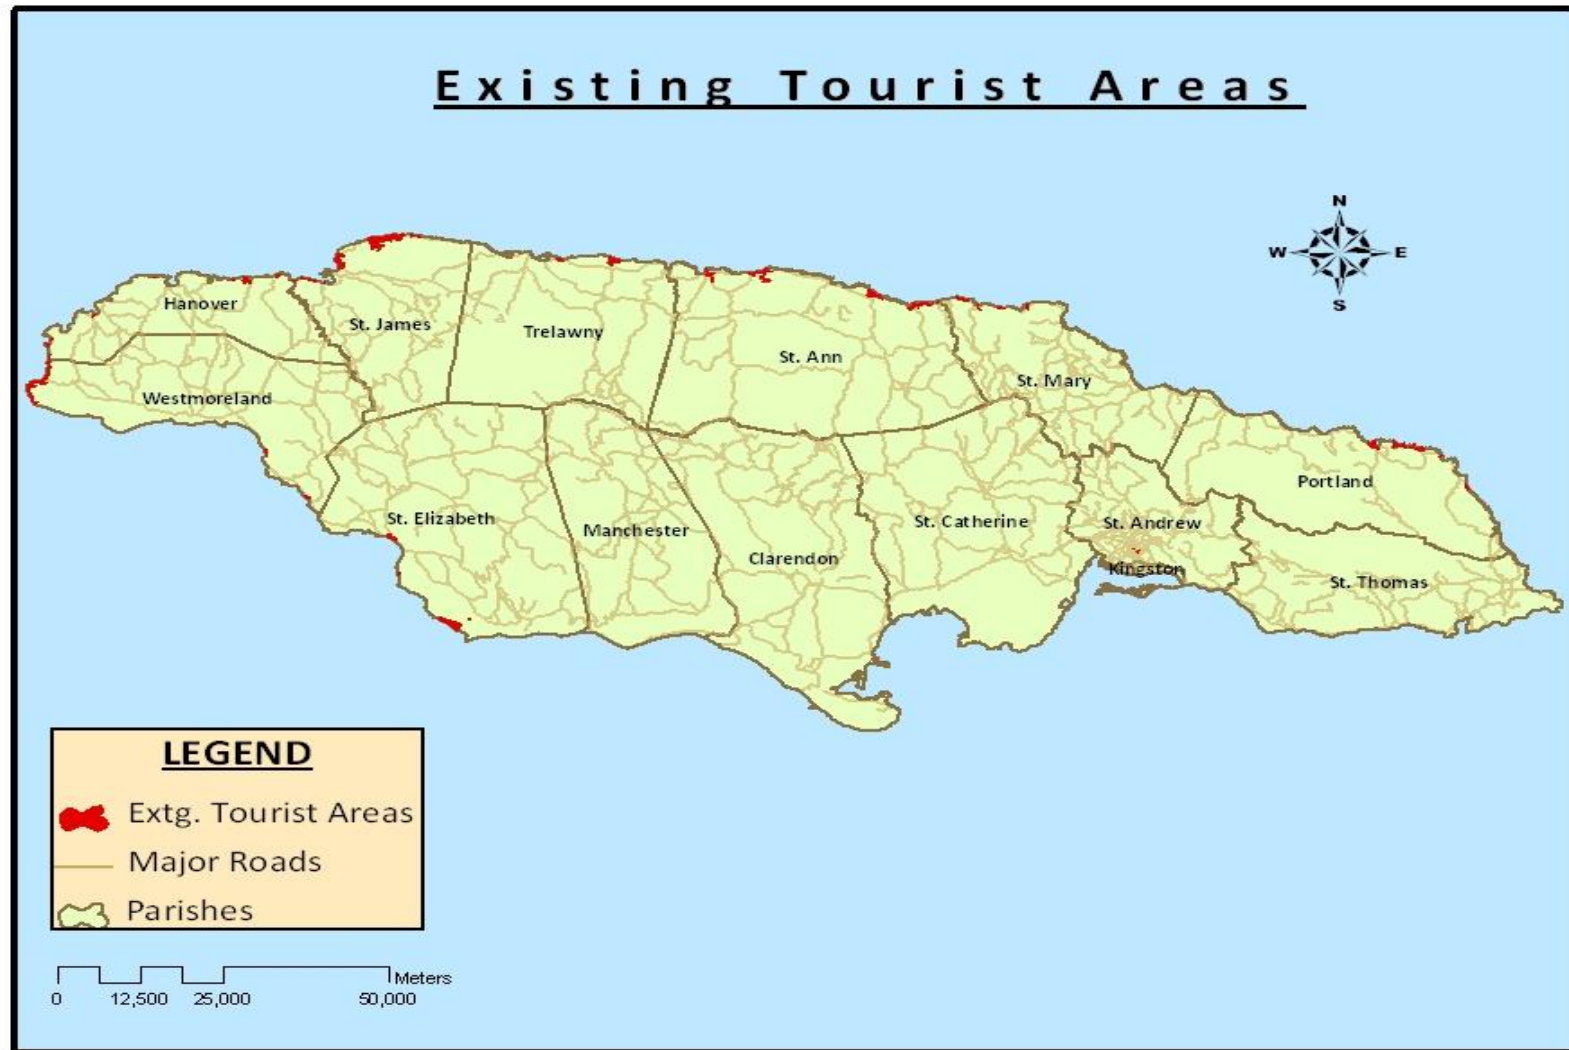 Existing Tourist Areas
N
W E
S
Hanover
St. James
Trelawny
St. Ann
St. Mary
Westmoreland
Portland
St. Elizabeth
Manchester
Clarendon
St. Catherine
St. Andrew
Kingston
St. Thomas
LEGEND
Extg. Tourist Areas
Major Roads
Parishes
Meters
0 12,500 25,000 50,000